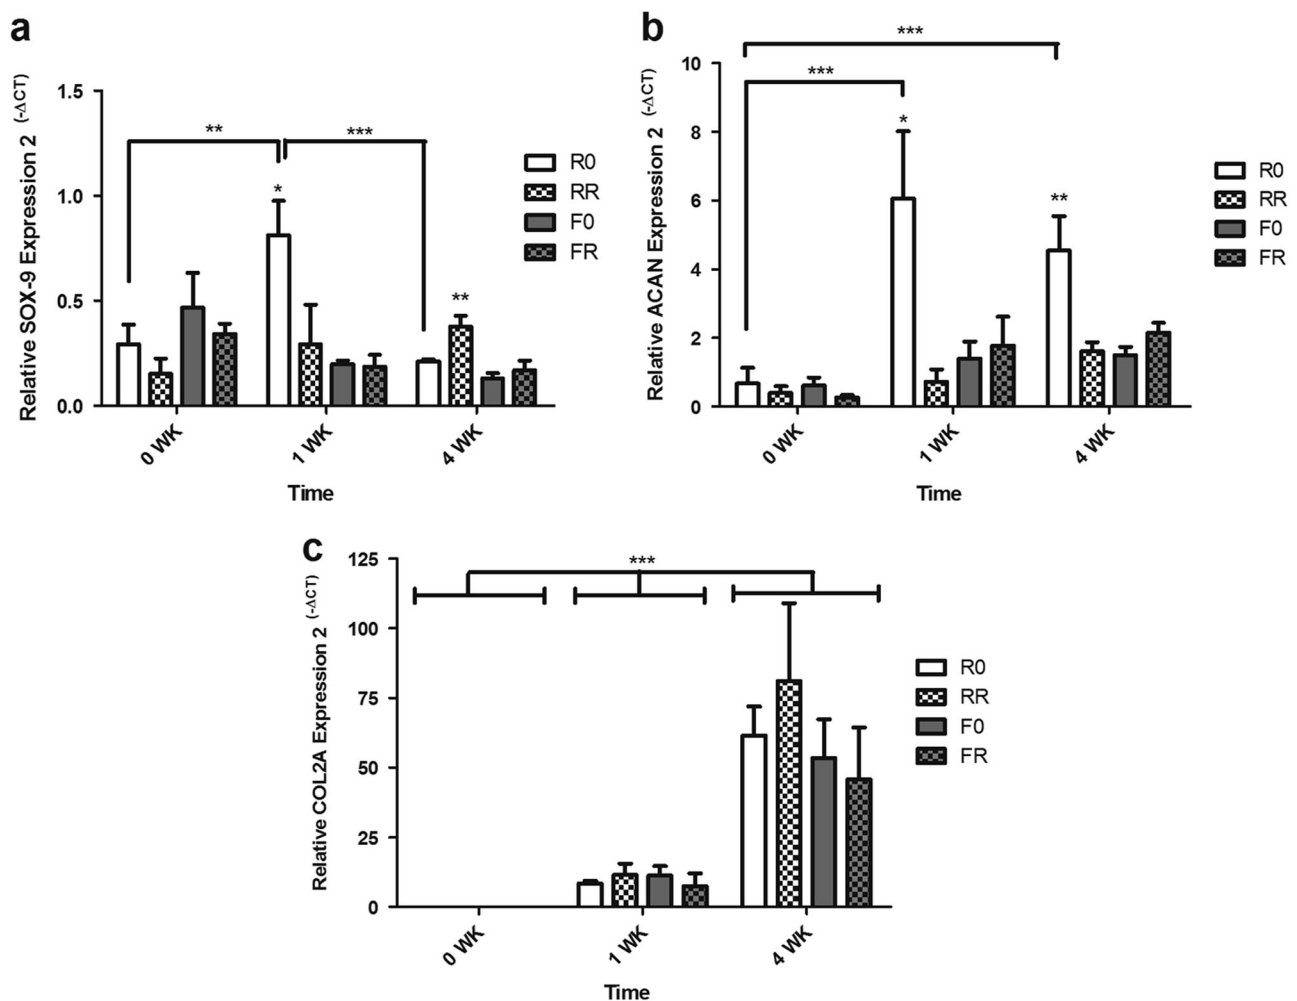 a
Relative SOX-9 Expression 2 (-ΔCT)
1.5
1.0
0.5
0.0
**
***
*
**
R0
RR
F0
FR
0 WK
1 WK
4 WK
Time
b
Relative ACAN Expression 2 (-ΔCT)
10
8
6
4
2
0
***
***
*
**
R0
RR
F0
FR
0 WK
1 WK
4 WK
Time
c
Relative COL2A Expression 2 (-ΔCT)
125
100
75
50
25
0
***
R0
RR
F0
FR
0 WK
1 WK
4 WK
Time